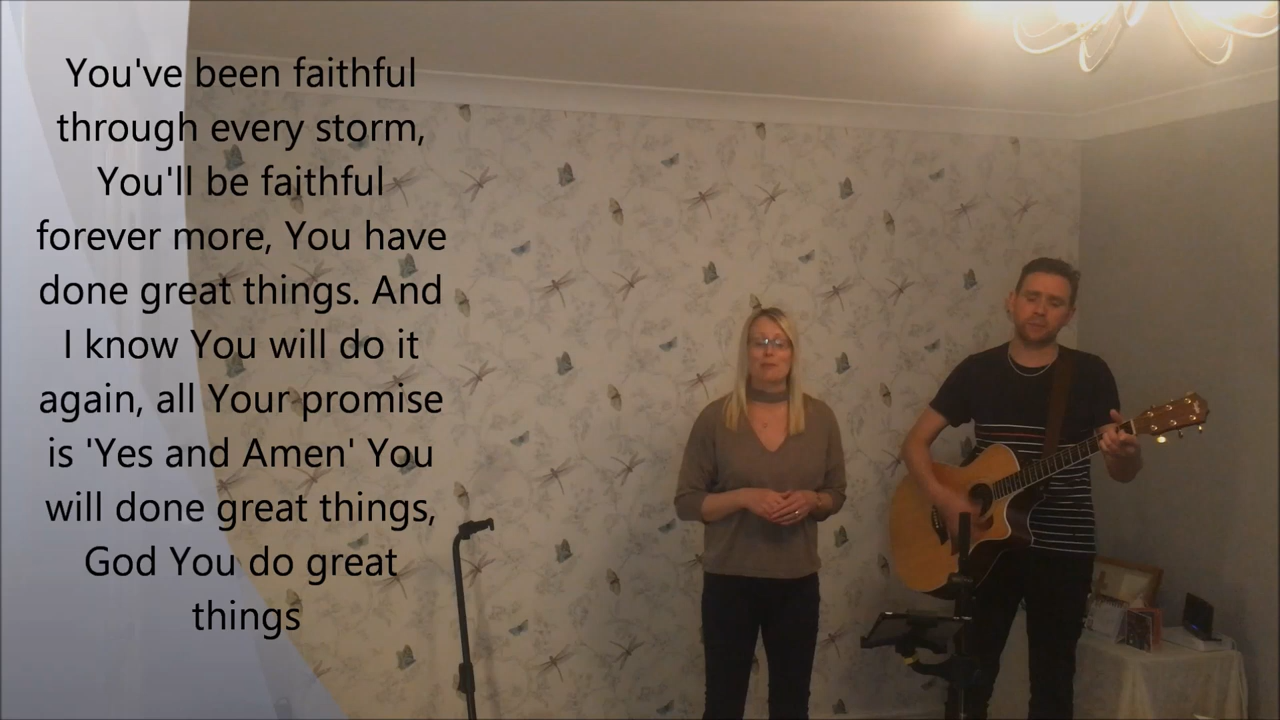 You've been faithful
through every storm,
You'll be faithful
forever more, You have
done great things. And
I know You will do it
again, all Your promise
is 'Yes and Amen' You
will done great things,
God You do great
things